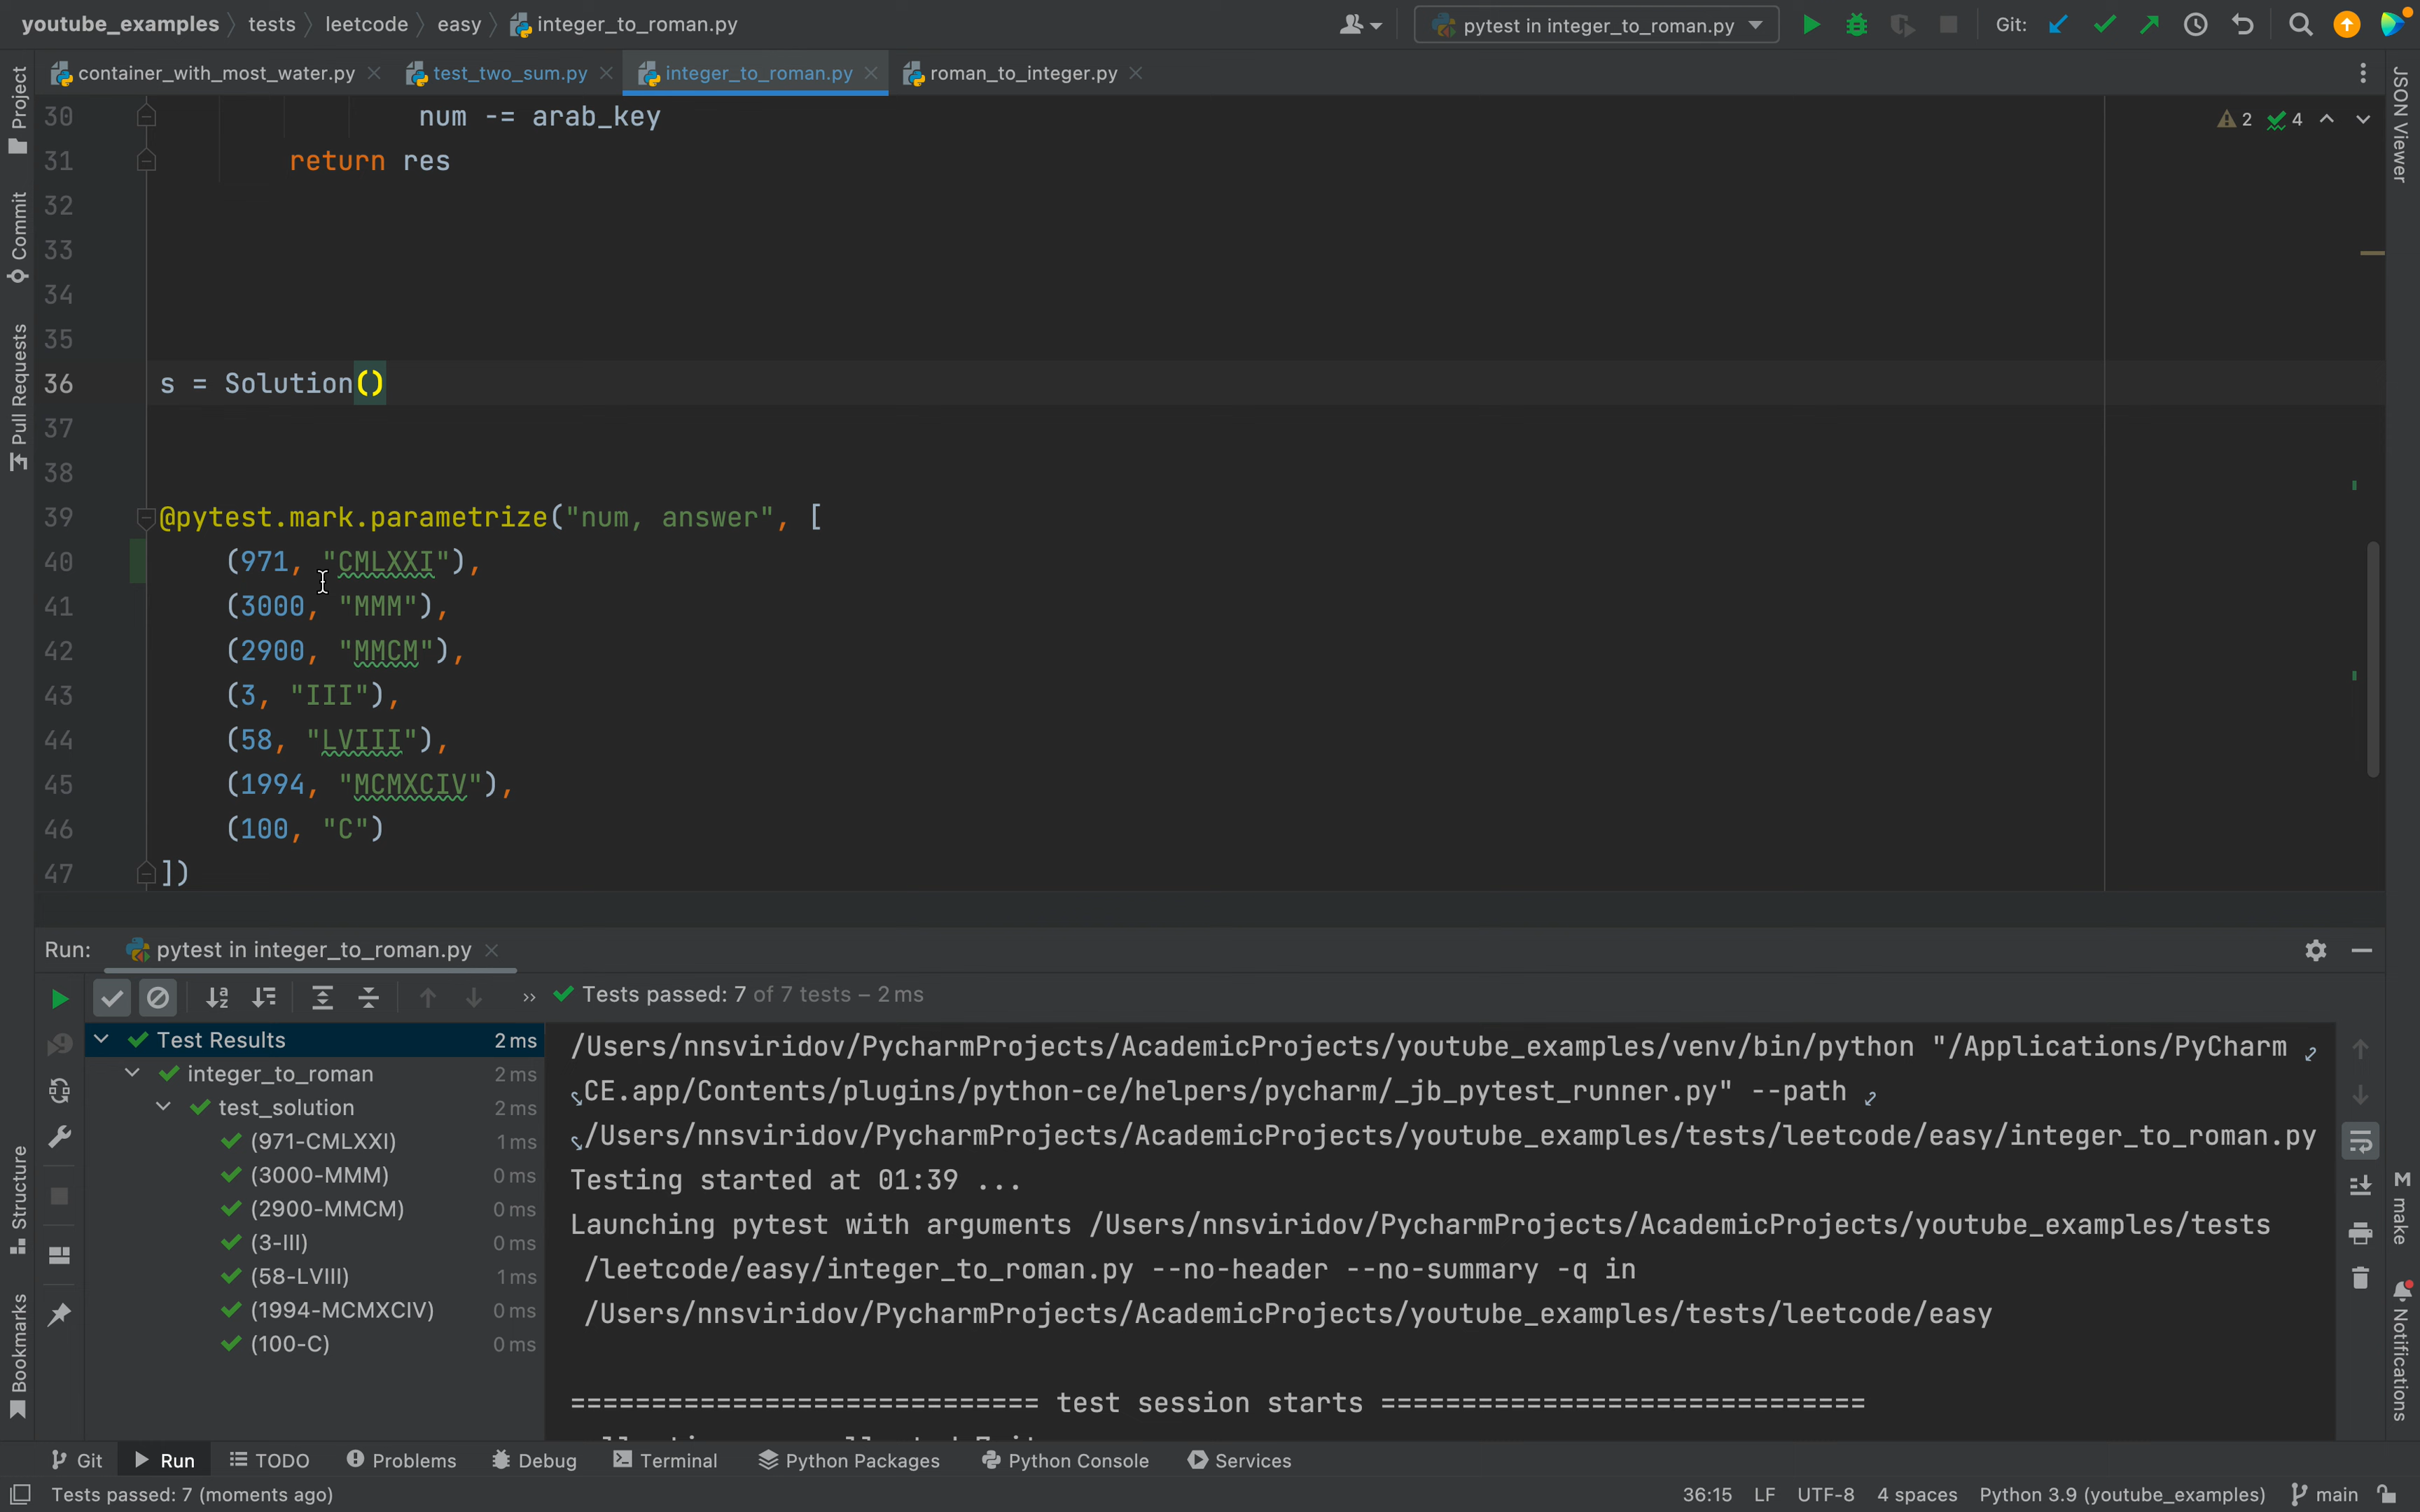 youtube_examples tests leetcode easy integer_to_roman.py
pytest in integer_to_roman.py
Git:
container_with_most_water.py
test_two_sum.py
integer_to_roman.py
roman_to_integer.py
Project
Commit
Pull Requests
JSON Viewer
2 4
30 num -= arab_key
31 return res
32
33
34
35
36 s = Solution()
37
38
39 @pytest.mark.parametrize("num, answer", [
40 (971, "CMLXXI"),
41 (3000, "MMM"),
42 (2900, "MMCM"),
43 (3, "III"),
44 (58, "LVIII"),
45 (1994, "MCMXCIV"),
46 (100, "C")
47 ])
Run: pytest in integer_to_roman.py
Tests passed: 7 of 7 tests – 2 ms
Test Results 2 ms
integer_to_roman 2 ms
test_solution 2 ms
(971-CMLXXI) 1 ms
(3000-MMM) 0 ms
(2900-MMCM) 0 ms
(3-III) 0 ms
(58-LVIII) 1 ms
(1994-MCMXCIV) 0 ms
(100-C) 0 ms
/Users/nnsviridov/PycharmProjects/AcademicProjects/youtube_examples/venv/bin/python "/Applications/PyCharm
CE.app/Contents/plugins/python-ce/helpers/pycharm/_jb_pytest_runner.py" --path
/Users/nnsviridov/PycharmProjects/AcademicProjects/youtube_examples/tests/leetcode/easy/integer_to_roman.py
Testing started at 01:39 ...
Launching pytest with arguments /Users/nnsviridov/PycharmProjects/AcademicProjects/youtube_examples/tests
/leetcode/easy/integer_to_roman.py --no-header --no-summary -q in
/Users/nnsviridov/PycharmProjects/AcademicProjects/youtube_examples/tests/leetcode/easy
============================= test session starts ==============================
Structure
Bookmarks
M make
Notifications
Git
Run
TODO
Problems
Debug
Terminal
Python Packages
Python Console
Services
Tests passed: 7 (moments ago)
36:15 LF UTF-8 4 spaces Python 3.9 (youtube_examples) main